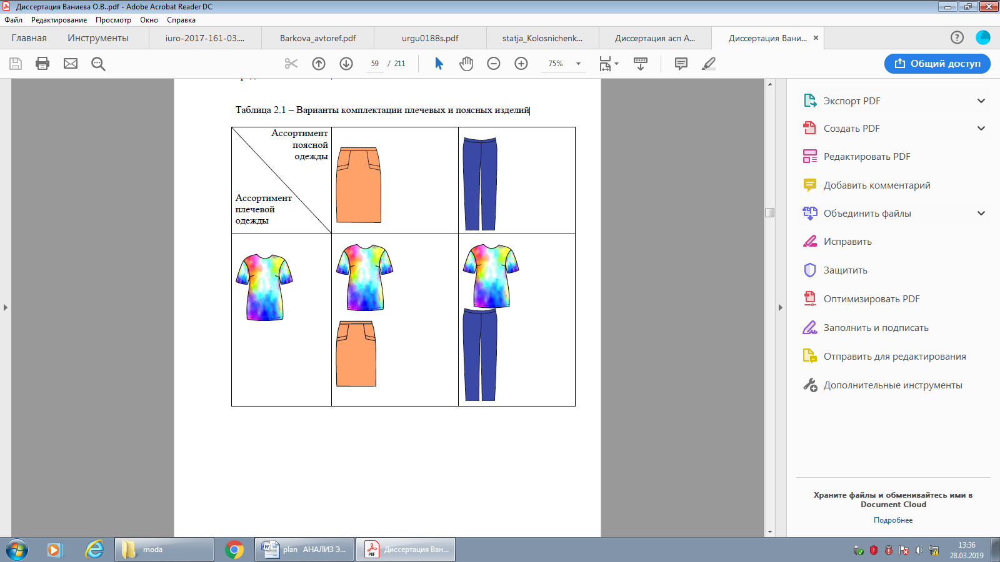 Диссертация Ваниева О.В..pdf - Adobe Acrobat Reader DC
Файл Редактирование Просмотр Окно Справка
Главная Инструменты iuro-2017-161-03.... Barkova_avtoref.pdf urgu0188s.pdf statja_Kolosnichenk... Диссертация асп А... Диссертация Вани...
59 / 211 75% Общий доступ
Таблица 2.1 – Варианты комплектации плечевых и поясных изделий
Ассортимент
поясной
одежды
Ассортимент
плечевой
одежды
Экспорт PDF
Создать PDF
Редактировать PDF
Добавить комментарий
Объединить файлы
Исправить
Защитить
Оптимизировать PDF
Заполнить и подписать
Отправить для редактирования
Дополнительные инструменты
Храните файлы и обменивайтесь ими в
Document Cloud
Подробнее
moda plan АНАЛИЗ Э... Диссертация Ван...
13:36
28.03.2019